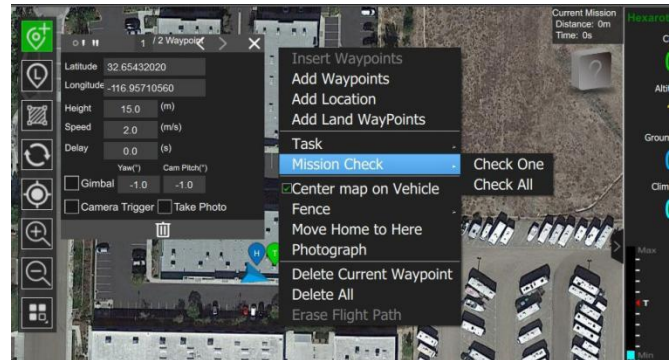 1 / 2 Waypoint
Latitude 32.65432020
Longitude -116.95710560
Height 15.0 (m)
Speed 2.0 (m/s)
Delay 0.0 (s)
Yaw(°) Cam Pitch(°)
Gimbal -1.0 -1.0
Camera Trigger Take Photo
Insert Waypoints
Add Waypoints
Add Location
Add Land WayPoints
Task
Mission Check
Check One
Check All
Center map on Vehicle
Fence
Move Home to Here
Photograph
Delete Current Waypoint
Delete All
Erase Flight Path
H
T
L
Current Mission
Distance: 0m
Time: 0s
?
Hexarot
C
Alti
Groun
Clim
Max
T
Min